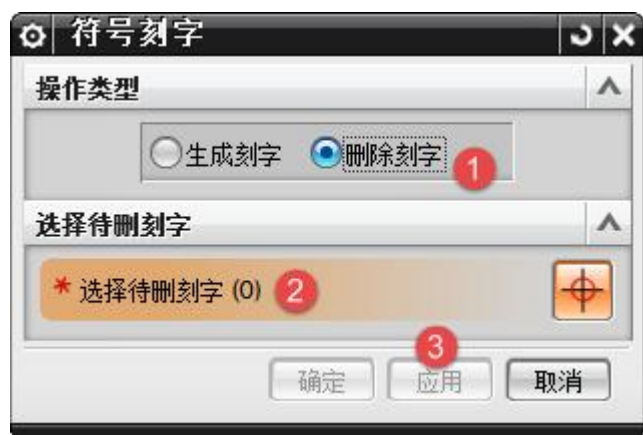 符号刻字
操作类型
生成刻字 删除刻字 1
选择待删刻字
* 选择待删刻字 (0) 2
3
确定 应用 取消